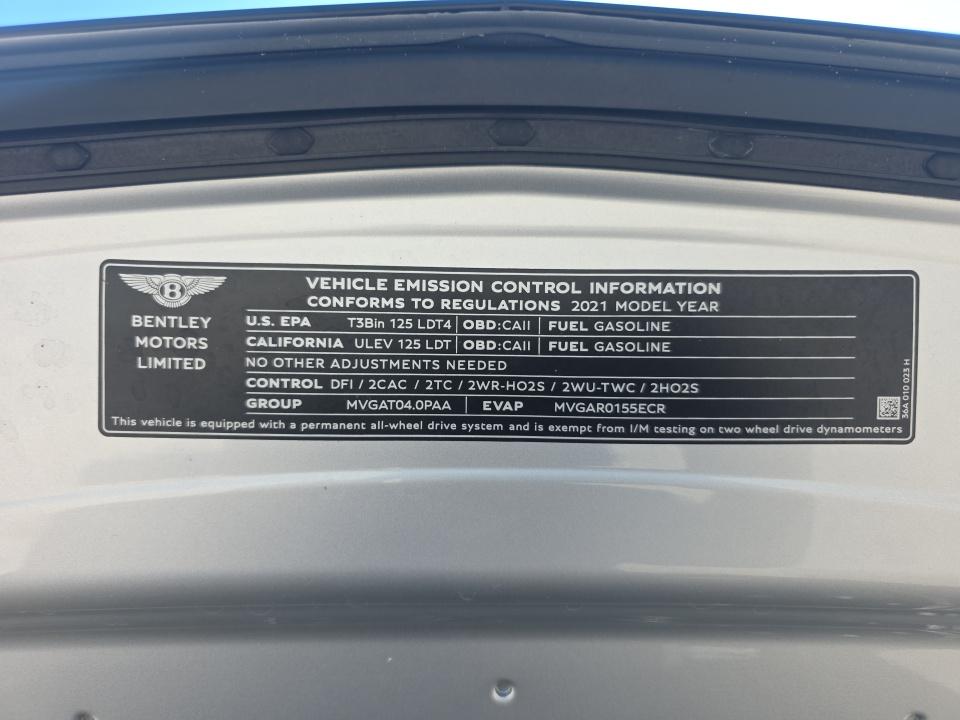 VEHICLE EMISSION CONTROL INFORMATION
CONFORMS TO REGULATIONS 2021 MODEL YEAR
B
BENTLEY
MOTORS
LIMITED
U.S. EPA T3Bin 125 LDT4 OBD:CAII FUEL GASOLINE
CALIFORNIA ULEV 125 LDT OBD:CAII FUEL GASOLINE
NO OTHER ADJUSTMENTS NEEDED
CONTROL DFI / 2CAC / 2TC / 2WR-HO2S / 2WU-TWC / 2HO2S
GROUP MVGAT04.0PAA EVAP MVGAR0155ECR
This vehicle is equipped with a permanent all-wheel drive system and is exempt from I/M testing on two wheel drive dynamometers
36A 010 023 H